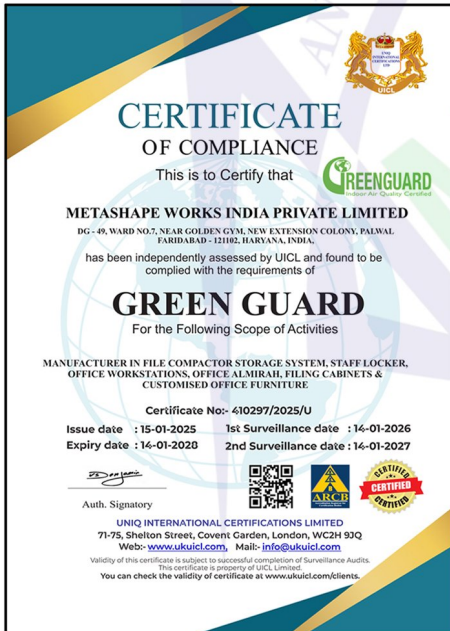 UNIQ
INTERNATIONAL
CERTIFICATIONS
LTD
UICL
CERTIFICATE
OF COMPLIANCE
This is to Certify that
GREENGUARD
Indoor Air Quality Certified
METASHAPE WORKS INDIA PRIVATE LIMITED
DG - 49, WARD NO.7, NEAR GOLDEN GYM, NEW EXTENSION COLONY, PALWAL
FARIDABAD - 121102, HARYANA, INDIA.
has been independently assessed by UICL and found to be
complied with the requirements of
GREEN GUARD
For the Following Scope of Activities
MANUFACTURER IN FILE COMPACTOR STORAGE SYSTEM, STAFF LOCKER,
OFFICE WORKSTATIONS, OFFICE ALMIRAH, FILING CABINETS &
CUSTOMISED OFFICE FURNITURE
Certificate No:- 410297/2025/U
Issue date : 15-01-2025 1st Surveillance date : 14-01-2026
Expiry date : 14-01-2028 2nd Surveillance date : 14-01-2027
Auth. Signatory
ARCB
CERTIFIED
CERTIFIED
CERTIFIED
UNIQ INTERNATIONAL CERTIFICATIONS LIMITED
71-75, Shelton Street, Covent Garden, London, WC2H 9JQ
Web:- www.ukuicl.com, Mail:- info@ukuicl.com
Validity of this certificate is subject to successful completion of Surveillance Audits.
This certificate is property of UICL Limited.
You can check the validity of certificate at www.ukuicl.com/clients.